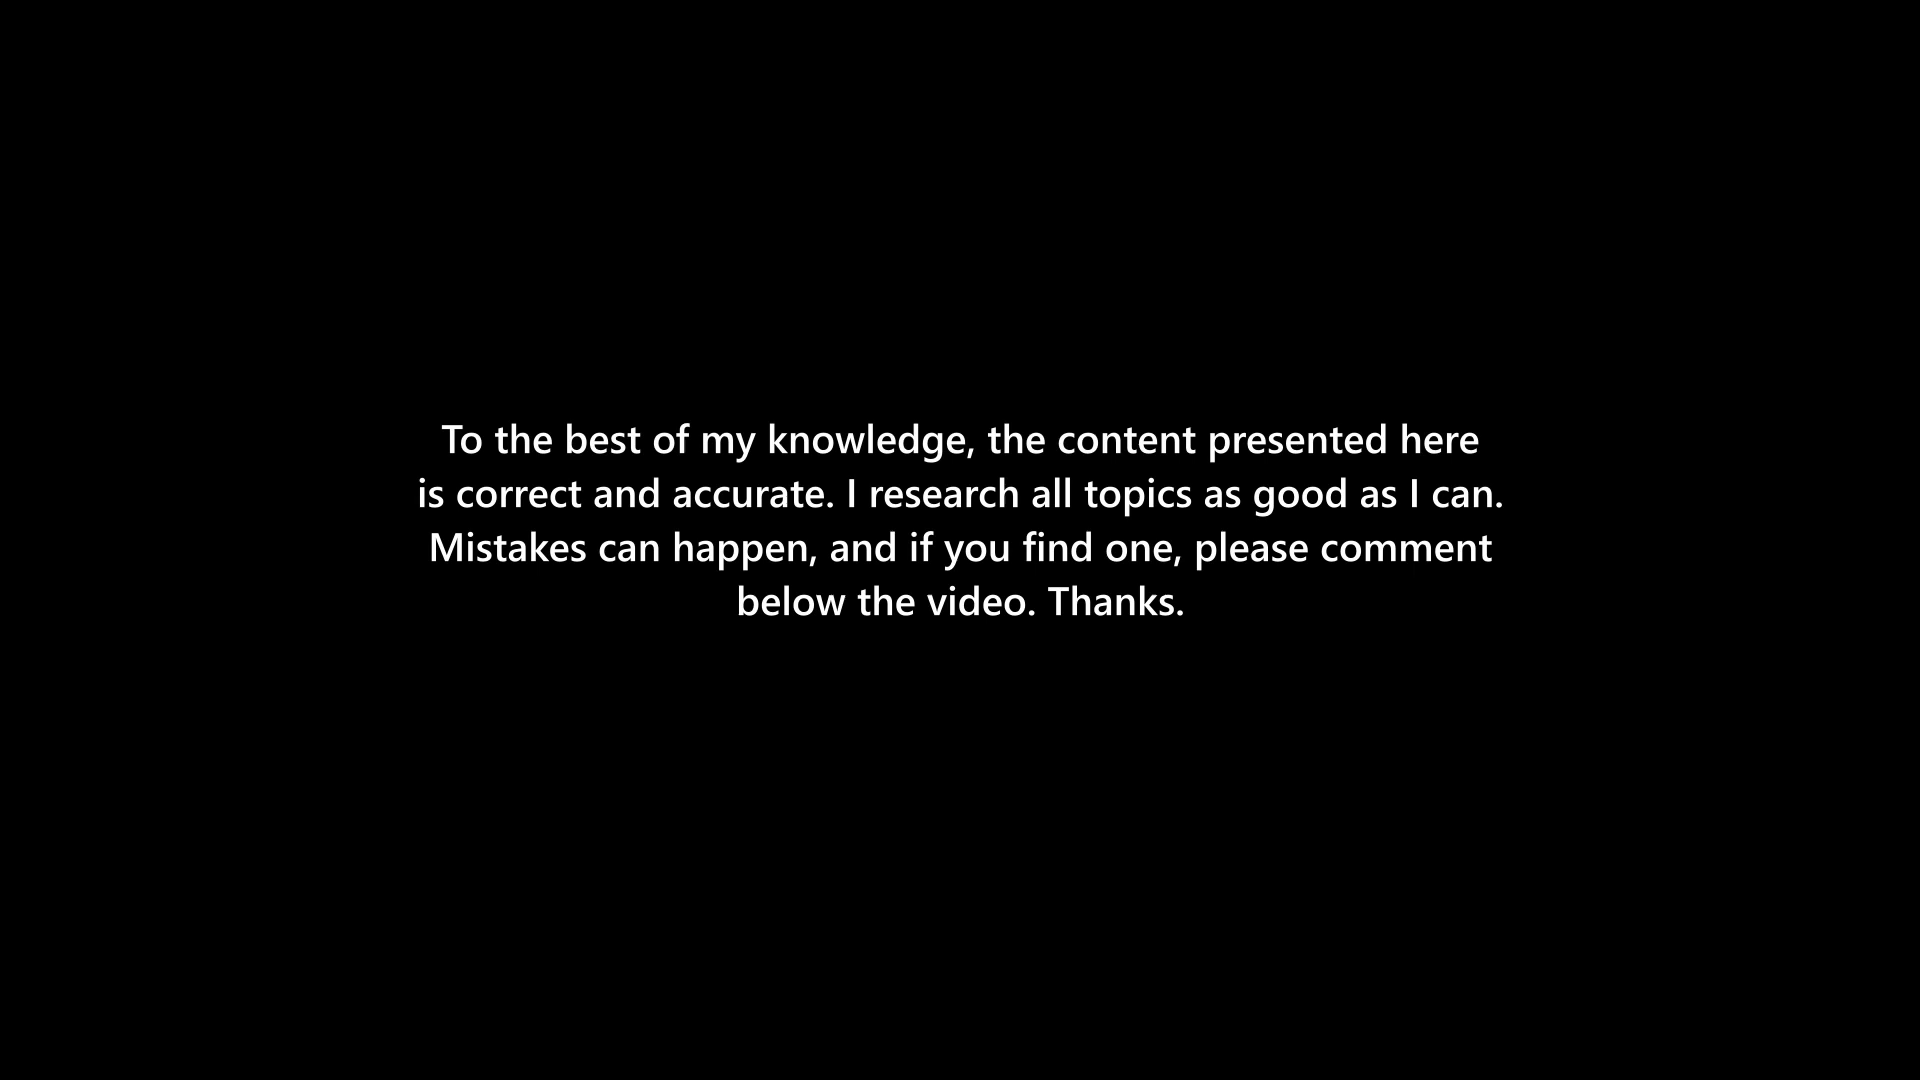 To the best of my knowledge, the content presented here
is correct and accurate. I research all topics as good as I can.
Mistakes can happen, and if you find one, please comment
below the video. Thanks.